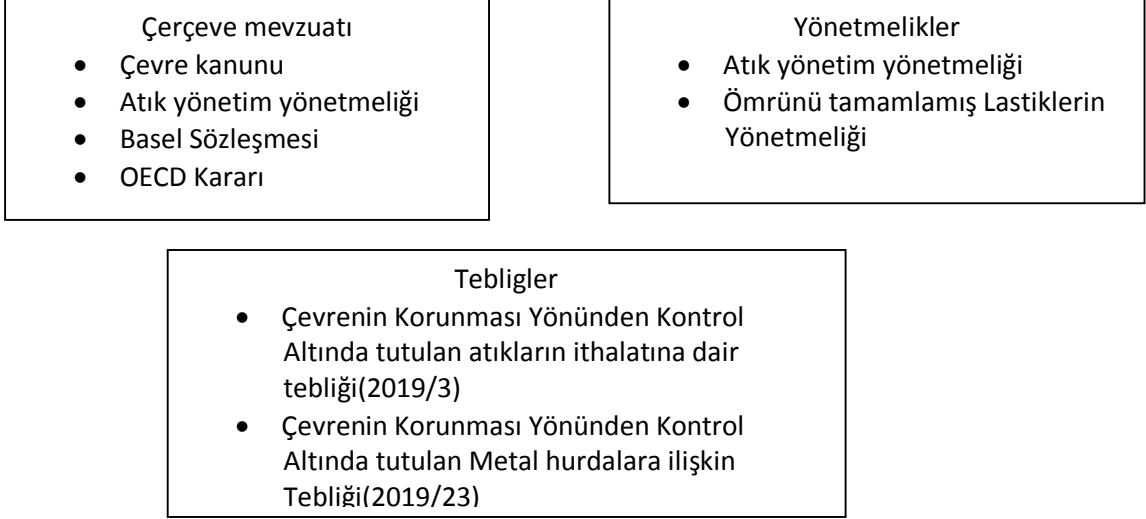 Çerçeve mevzuatı
• Çevre kanunu
• Atık yönetim yönetmeliği
• Basel Sözleşmesi
• OECD Kararı
Yönetmelikler
• Atık yönetim yönetmeliği
• Ömrünü tamamlamış Lastiklerin
Yönetmeliği
Tebligler
• Çevrenin Korunması Yönünden Kontrol
Altında tutulan atıkların ithalatına dair
tebliği(2019/3)
• Çevrenin Korunması Yönünden Kontrol
Altında tutulan Metal hurdalara ilişkin
Tebliği(2019/23)